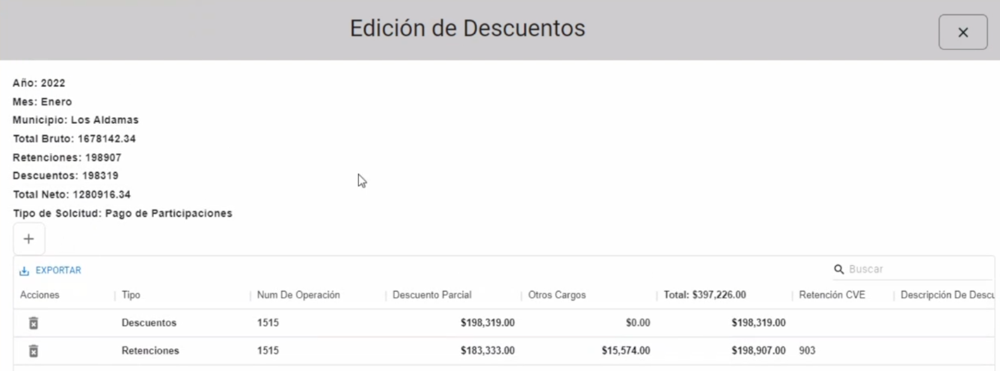 Edición de Descuentos
Año: 2022
Mes: Enero
Municipio: Los Aldamas
Total Bruto: 1678142.34
Retenciones: 198907
Descuentos: 198319
Total Neto: 1280916.34
Tipo de Solcitud: Pago de Participaciones
EXPORTAR
Buscar
Acciones Tipo Num De Operación Descuento Parcial Otros Cargos Total: $397,226.00 Retención CVE Descripción De Descu
Descuentos 1515 $198,319.00 $0.00 $198,319.00
Retenciones 1515 $183,333.00 $15,574.00 $198,907.00 903